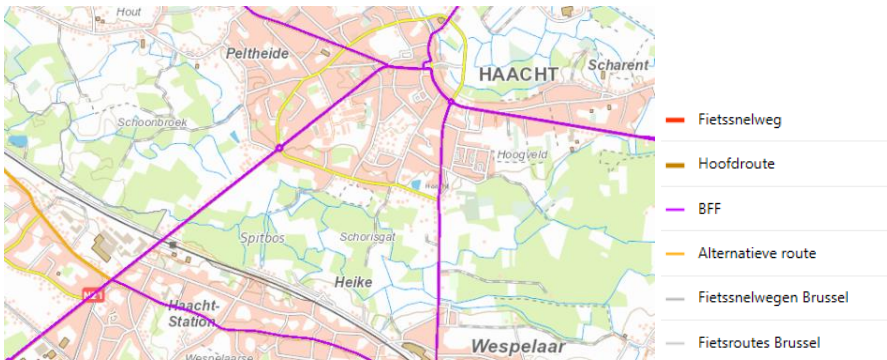 Hout
Peltheide
HAACHT
Scharent
Schoonbroek
Hoogveld
Spitbos
Schorisgat
Heike
Haacht-
Station
Wespelaar
Wespelaarse
Fietssnelweg
Hoofdroute
BFF
Alternatieve route
Fietssnelwegen Brussel
Fietsroutes Brussel